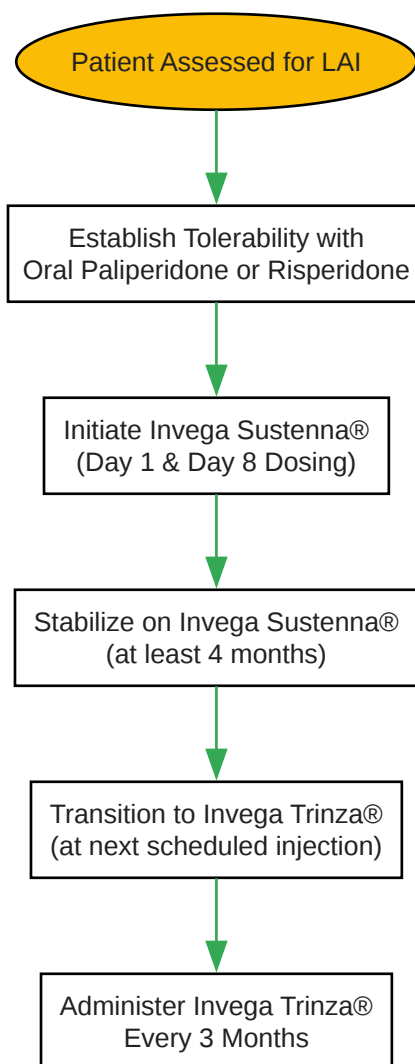 Patient Assessed for LAI
Establish Tolerability with
Oral Paliperidone or Risperidone
Initiate Invega Sustenna®
(Day 1 & Day 8 Dosing)
Stabilize on Invega Sustenna®
(at least 4 months)
Transition to Invega Trinza®
(at next scheduled injection)
Administer Invega Trinza®
Every 3 Months